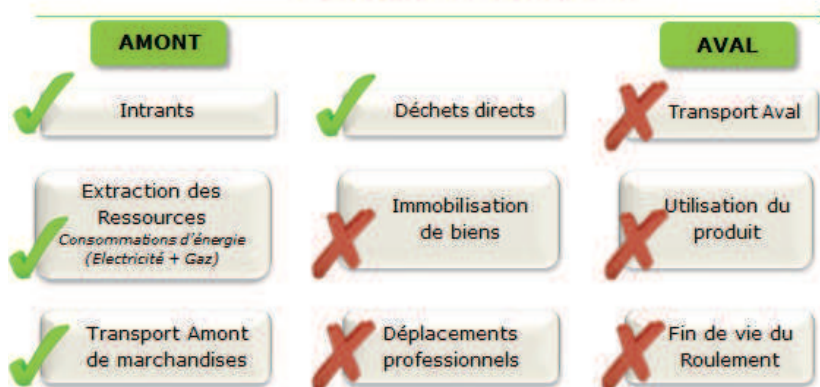 AMONT
AVAL
Intrants
Déchets directs
Transport Aval
Extraction des
Ressources
Consommations d'énergie
(Electricité + Gaz)
Immobilisation
de biens
Utilisation du
produit
Transport Amont
de marchandises
Déplacements
professionnels
Fin de vie du
Roulement